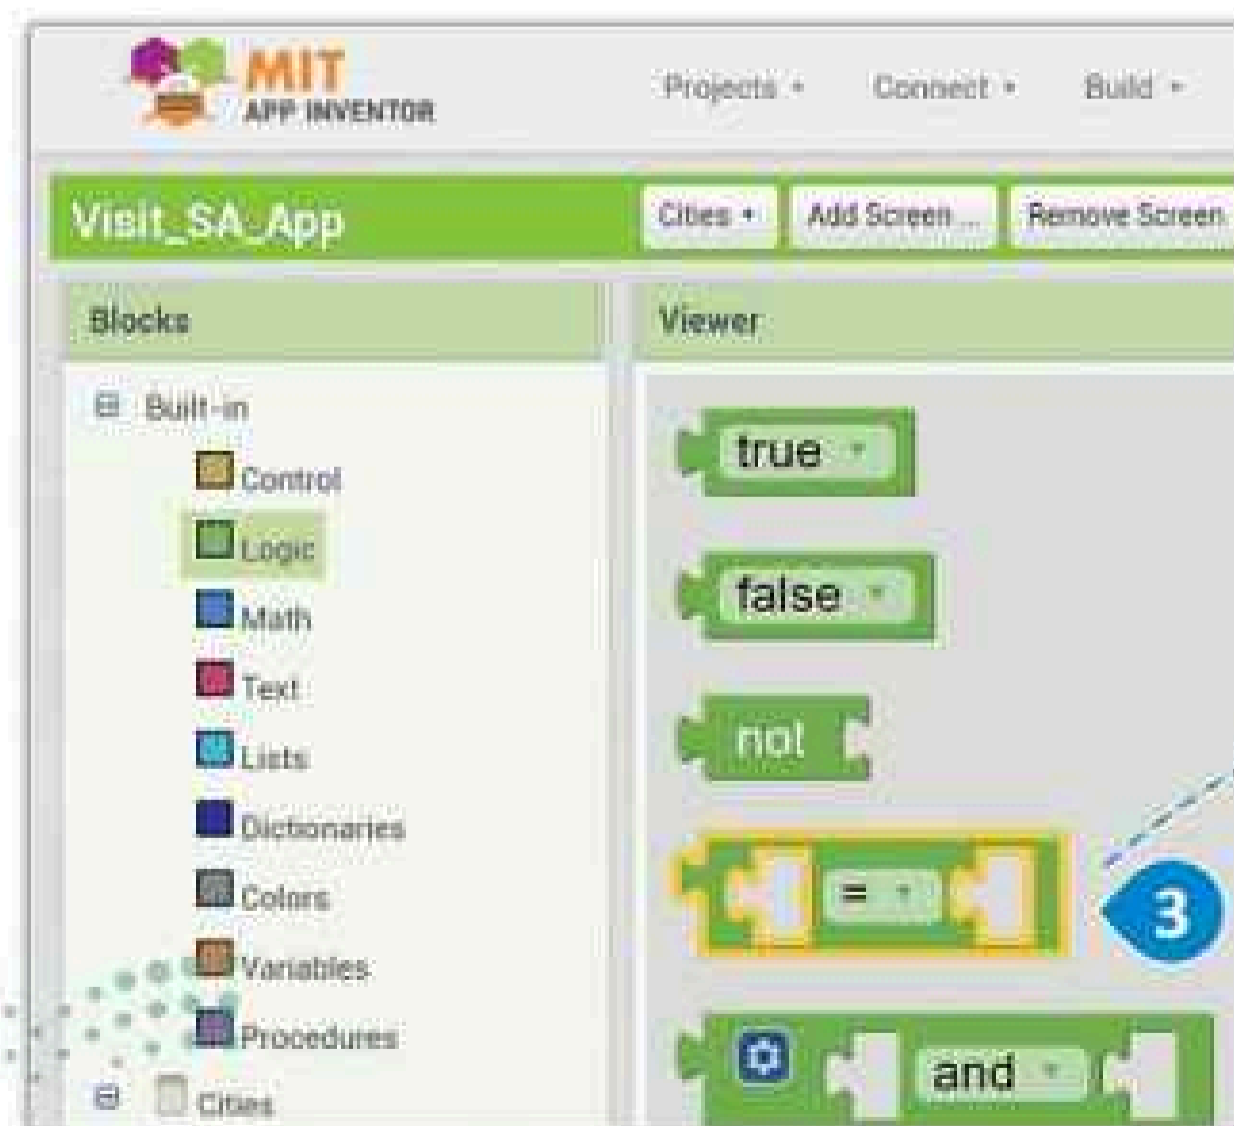 MIT
APP INVENTOR
Projects Connect Build
Visit_SA_App
Cities Add Screen ... Remove Screen
Blocks
Viewer
Built-in
Control
Logic
Math
Text
Lists
Dictionaries
Colors
Variables
Procedures
Cities
true
false
not
=
3
and